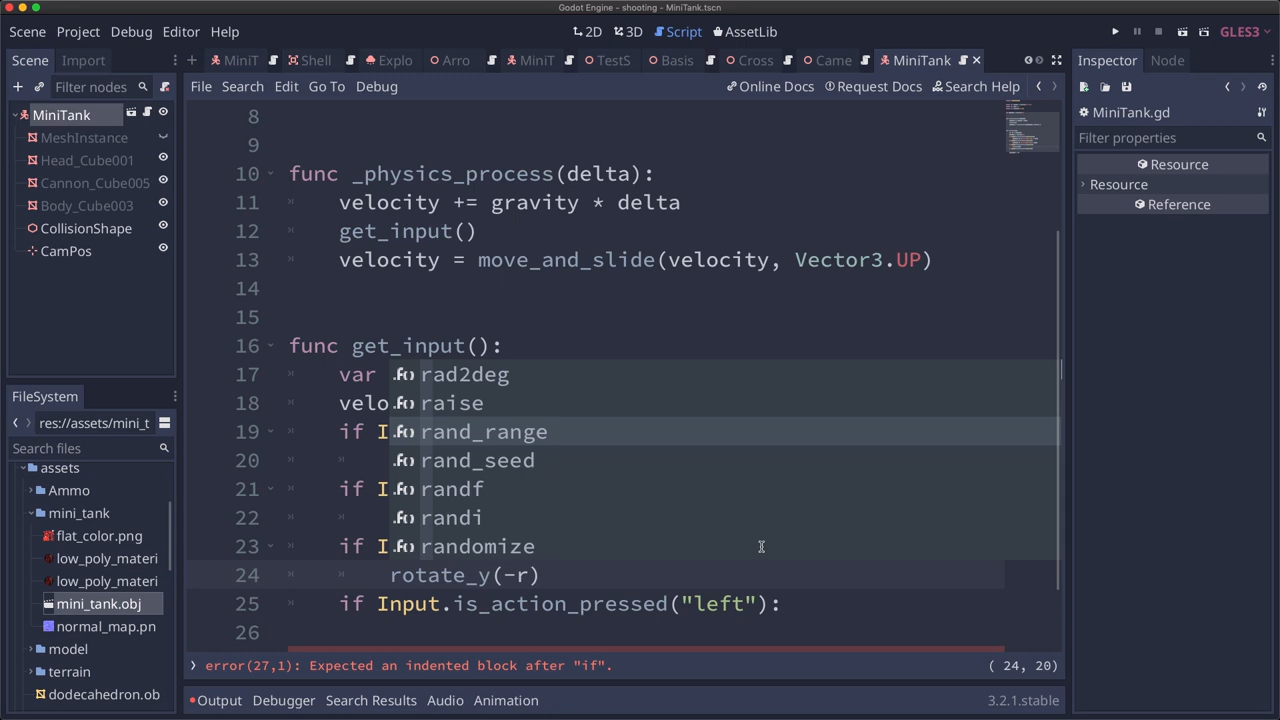 Godot Engine - shooting - MiniTank.tscn
Scene Project Debug Editor Help
2D 3D Script AssetLib
GLES3
Scene Import
MiniT Shell Explo Arro MiniT TestS Basis Cross Came MiniTank
Inspector Node
Filter nodes
File Search Edit Go To Debug
Online Docs Request Docs Search Help
MiniTank
MeshInstance
Head_Cube001
Cannon_Cube005
Body_Cube003
CollisionShape
CamPos
MiniTank.gd
Filter properties
Resource
Resource
Reference
8
9
10 func _physics_process(delta):
11 velocity += gravity * delta
12 get_input()
13 velocity = move_and_slide(velocity, Vector3.UP)
14
15
16 func get_input():
17 var rad2deg
18 velo raise
19 if I rand_range
20 rand_seed
21 if I randf
22 randi
23 if I randomize
24 rotate_y(-r)
25 if Input.is_action_pressed("left"):
26
FileSystem
res://assets/mini_t
Search files
assets
Ammo
mini_tank
flat_color.png
low_poly_materi
low_poly_materi
mini_tank.obj
normal_map.pn
model
terrain
dodecahedron.ob
error(27,1): Expected an indented block after "if".
( 24, 20)
Output Debugger Search Results Audio Animation
3.2.1.stable